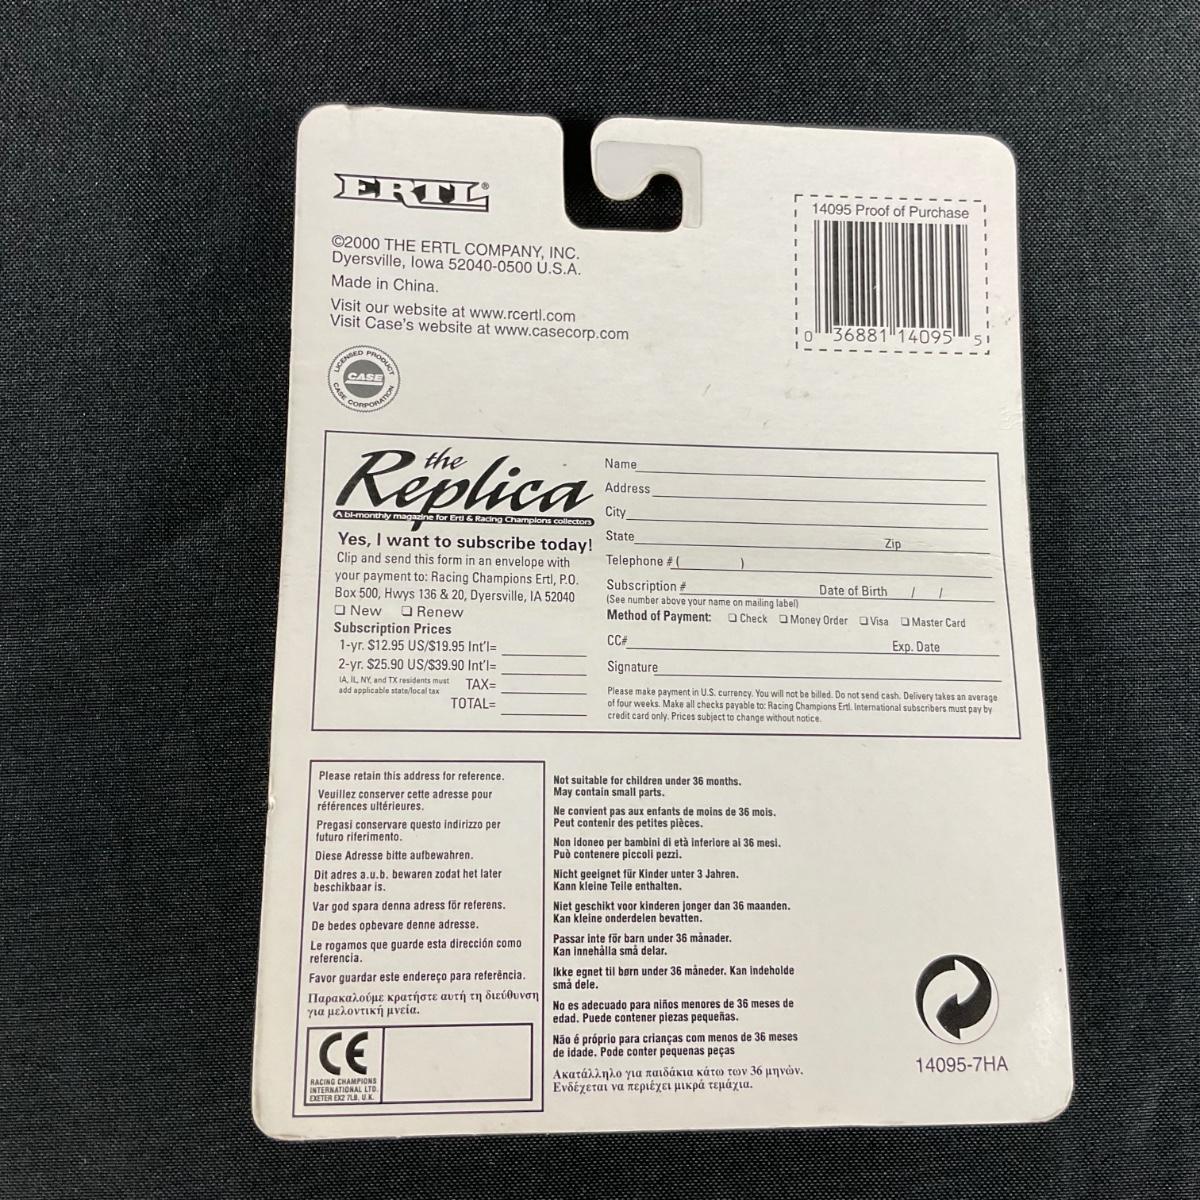 ERTL®
©2000 THE ERTL COMPANY, INC.
Dyersville, Iowa 52040-0500 U.S.A.
Made in China.
Visit our website at www.rcertl.com
Visit Case's website at www.casecorp.com
LICENSED PRODUCT
CASE
CASE CORPORATION
14095 Proof of Purchase
0 36881 14095 5
the
Replica
A bi-monthly magazine for Ertl & Racing Champions collectors
Yes, I want to subscribe today!
Clip and send this form in an envelope with
your payment to: Racing Champions Ertl, P.O.
Box 500, Hwys 136 & 20, Dyersville, IA 52040
❏ New ❏ Renew
Subscription Prices
1-yr. $12.95 US/$19.95 Int'l=
2-yr. $25.90 US/$39.90 Int'l=
IA, IL, NY, and TX residents must
add applicable state/local tax
TAX=
TOTAL=
Name
Address
City
State Zip
Telephone # ( )
Subscription # Date of Birth / /
(See number above your name on mailing label)
Method of Payment: ❏ Check ❏ Money Order ❏ Visa ❏ Master Card
CC# Exp. Date
Signature
Please make payment in U.S. currency. You will not be billed. Do not send cash. Delivery takes an average
of four weeks. Make all checks payable to: Racing Champions Ertl. International subscribers must pay by
credit card only. Prices subject to change without notice.
Please retain this address for reference.
Veuillez conserver cette adresse pour
références ultérieures.
Pregasi conservare questo indirizzo per
futuro riferimento.
Diese Adresse bitte aufbewahren.
Dit adres a.u.b. bewaren zodat het later
beschikbaar is.
Var god spara denna adress för referens.
De bedes opbevare denne adresse.
Le rogamos que guarde esta dirección como
referencia.
Favor guardar este endereço para referência.
Παρακαλούμε κρατήστε αυτή τη διεύθυνση
για μελοντική μνεία.
CE
RACING CHAMPIONS
INTERNATIONAL LTD.
EXETER EX2 7LB, U.K.
Not suitable for children under 36 months.
May contain small parts.
Ne convient pas aux enfants de moins de 36 mois.
Peut contenir des petites pièces.
Non Idoneo per bambini di età inferiore ai 36 mesi.
Può contenere piccoli pezzi.
Nicht geeignet für Kinder unter 3 Jahren.
Kann kleine Teile enthalten.
Niet geschikt voor kinderen jonger dan 36 maanden.
Kan kleine onderdelen bevatten.
Passar inte för barn under 36 månader.
Kan innehålla små delar.
Ikke egnet til børn under 36 måneder. Kan indeholde
små dele.
No es adecuado para niños menores de 36 meses de
edad. Puede contener piezas pequeñas.
Não é próprio para crianças com menos de 36 meses
de idade. Pode conter pequenas peças
Ακατάλληλο για παιδάκια κάτω των 36 μηνών.
Ενδέχεται να περιέχει μικρά τεμάχια.
14095-7HA